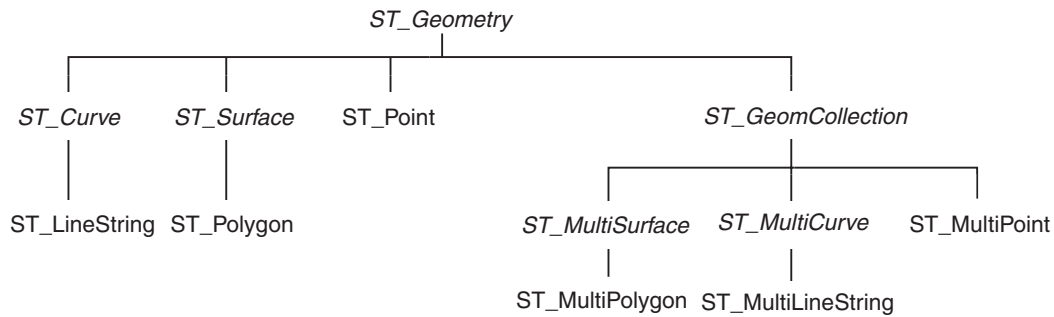 ST_Geometry
ST_Curve ST_Surface ST_Point ST_GeomCollection
ST_LineString ST_Polygon ST_MultiSurface ST_MultiCurve ST_MultiPoint
ST_MultiPolygon ST_MultiLineString